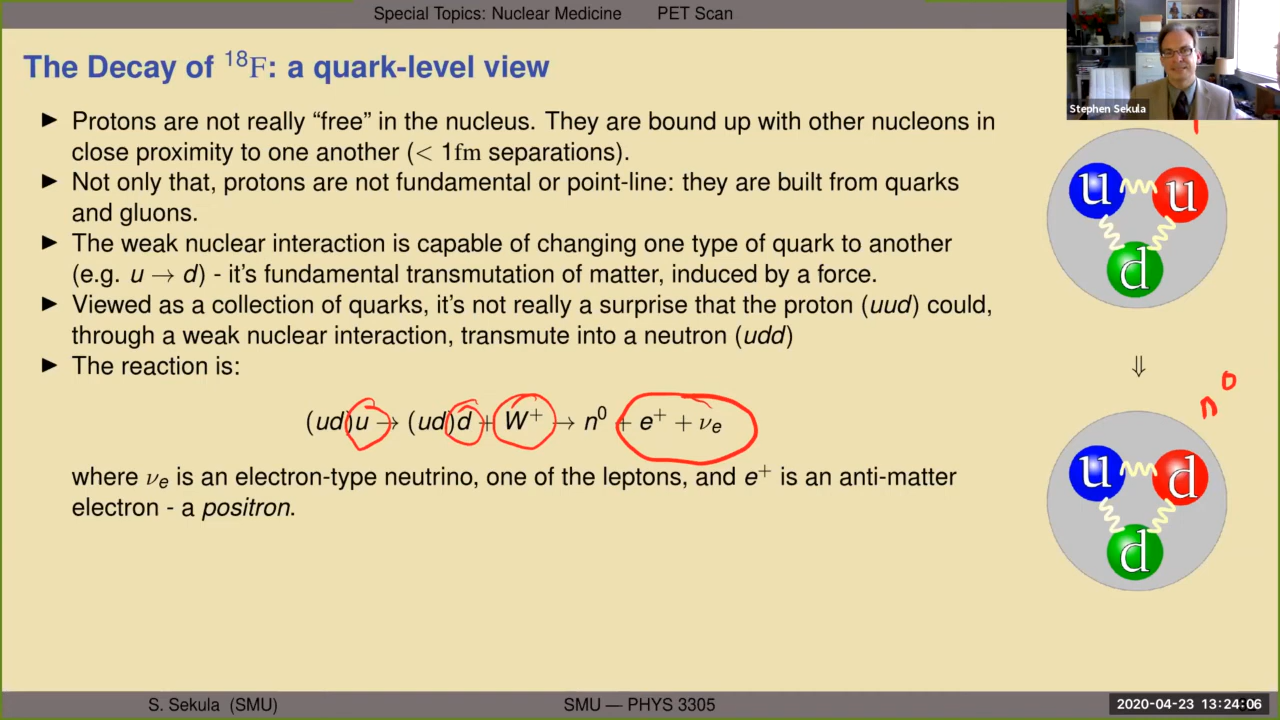 Special Topics: Nuclear Medicine PET Scan
The Decay of ¹⁸F: a quark-level view
Stephen Sekula
▶ Protons are not really “free” in the nucleus. They are bound up with other nucleons in
close proximity to one another (< 1fm separations).
▶ Not only that, protons are not fundamental or point-line: they are built from quarks
and gluons.
▶ The weak nuclear interaction is capable of changing one type of quark to another
(e.g. u → d) - it’s fundamental transmutation of matter, induced by a force.
▶ Viewed as a collection of quarks, it’s not really a surprise that the proton (uud) could,
through a weak nuclear interaction, transmute into a neutron (udd)
▶ The reaction is:
(ud)u → (ud)d + W⁺ → n⁰ + e⁺ + νₑ
where νₑ is an electron-type neutrino, one of the leptons, and e⁺ is an anti-matter
electron - a positron.
u u
d
⇓
n⁰
u d
d
S. Sekula (SMU) SMU — PHYS 3305 2020-04-23 13:24:06